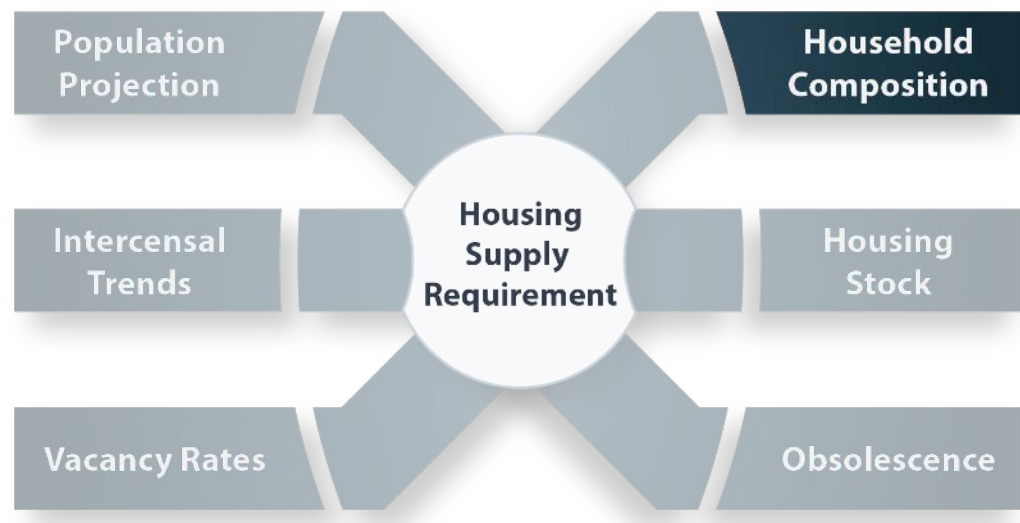 Population
Projection
Household
Composition
Intercensal
Trends
Housing
Supply
Requirement
Housing
Stock
Vacancy Rates
Obsolescence